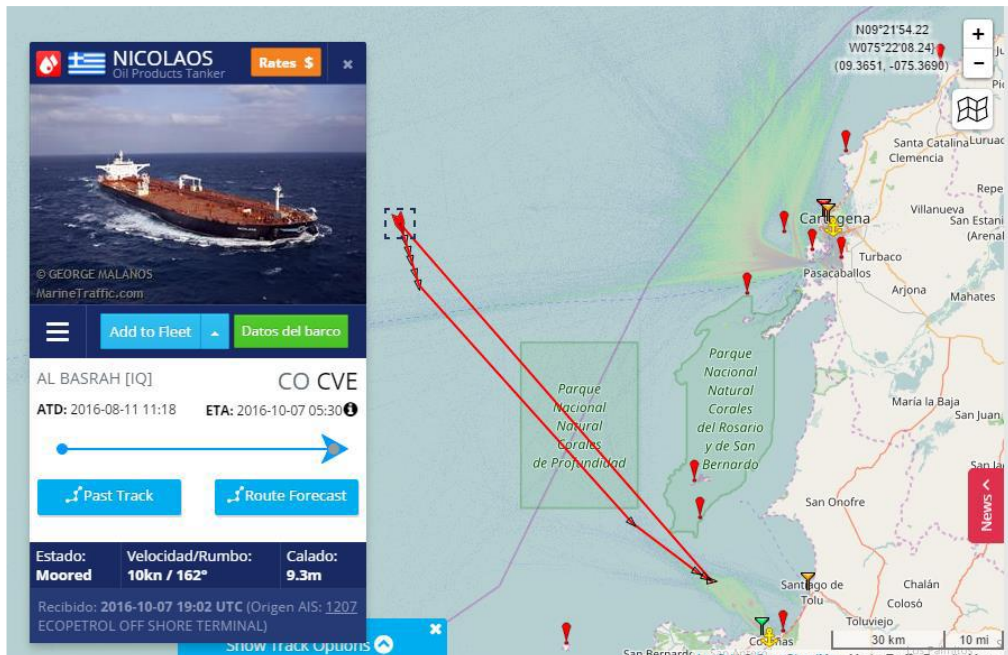 NICOLAOS
Oil Products Tanker
Rates $
×
NICOLAOS
© GEORGE MALANOS
MarineTraffic.com
Add to Fleet
Datos del barco
AL BASRAH [IQ]
CO CVE
ATD: 2016-08-11 11:18
ETA: 2016-10-07 05:30
Past Track
Route Forecast
Estado:
Moored
Velocidad/Rumbo:
10kn / 162°
Calado:
9.3m
Recibido: 2016-10-07 19:02 UTC (Origen AIS: 1207
ECOPETROL OFF SHORE TERMINAL)
Show Track Options
N09°21'54.22
W075°22'08.24}
(09.3651, -075.3690)
+
−
Santa Catalina
Clemencia
Cartagena
Villanueva
San Estani
(Arenal
Turbaco
Pasacaballos
Arjona
Mahates
Parque
Nacional
Natural
Corales
de Profundidad
Parque
Nacional
Natural
Corales
del Rosario
y de San
Bernardo
María la Baja
San Juan
San Onofre
News
Santiago de
Tolu
Chalán
Colosó
Toluviejo
Coveñas
San Bernardo
30 km
10 mi